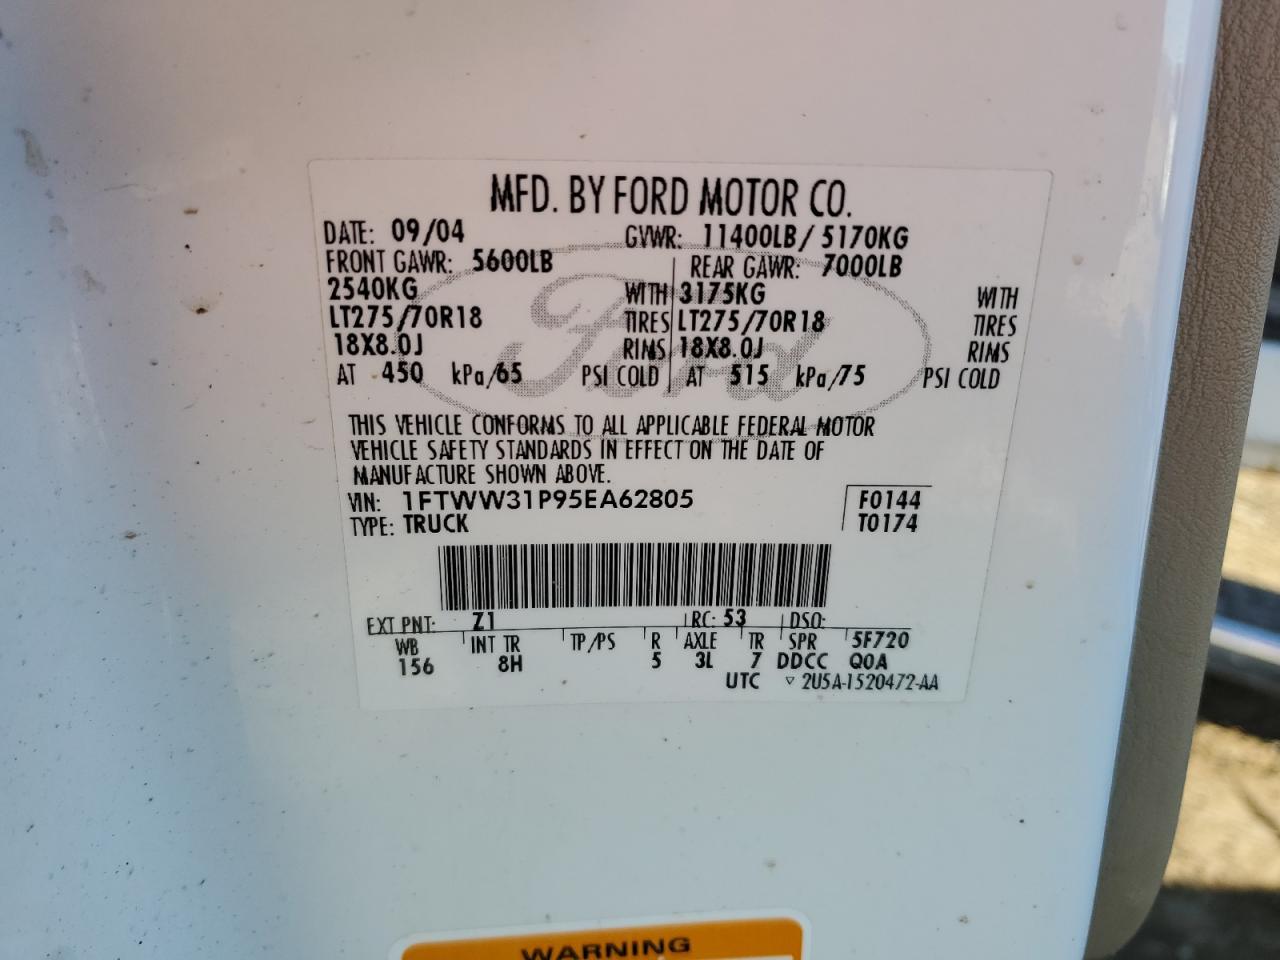 MFD. BY FORD MOTOR CO.
DATE: 09/04 GVWR: 11400LB/ 5170KG
FRONT GAWR: 5600LB REAR GAWR: 7000LB
2540KG WITH 3175KG WITH
LT275/70R18 TIRES LT275/70R18 TIRES
18X8.0J RIMS 18X8.0J RIMS
AT 450 kPa/65 PSI COLD AT 515 kPa/75 PSI COLD
Ford
THIS VEHICLE CONFORMS TO ALL APPLICABLE FEDERAL MOTOR
VEHICLE SAFETY STANDARDS IN EFFECT ON THE DATE OF
MANUFACTURE SHOWN ABOVE.
VIN: 1FTWW31P95EA62805 F0144
TYPE: TRUCK T0174
EXT PNT: Z1 RC: 53 DSO:
WB INT TR TP/PS R AXLE TR SPR 5F720
156 8H 5 3L 7 DDCC Q0A
UTC ▽ 2U5A-1520472-AA
WARNING